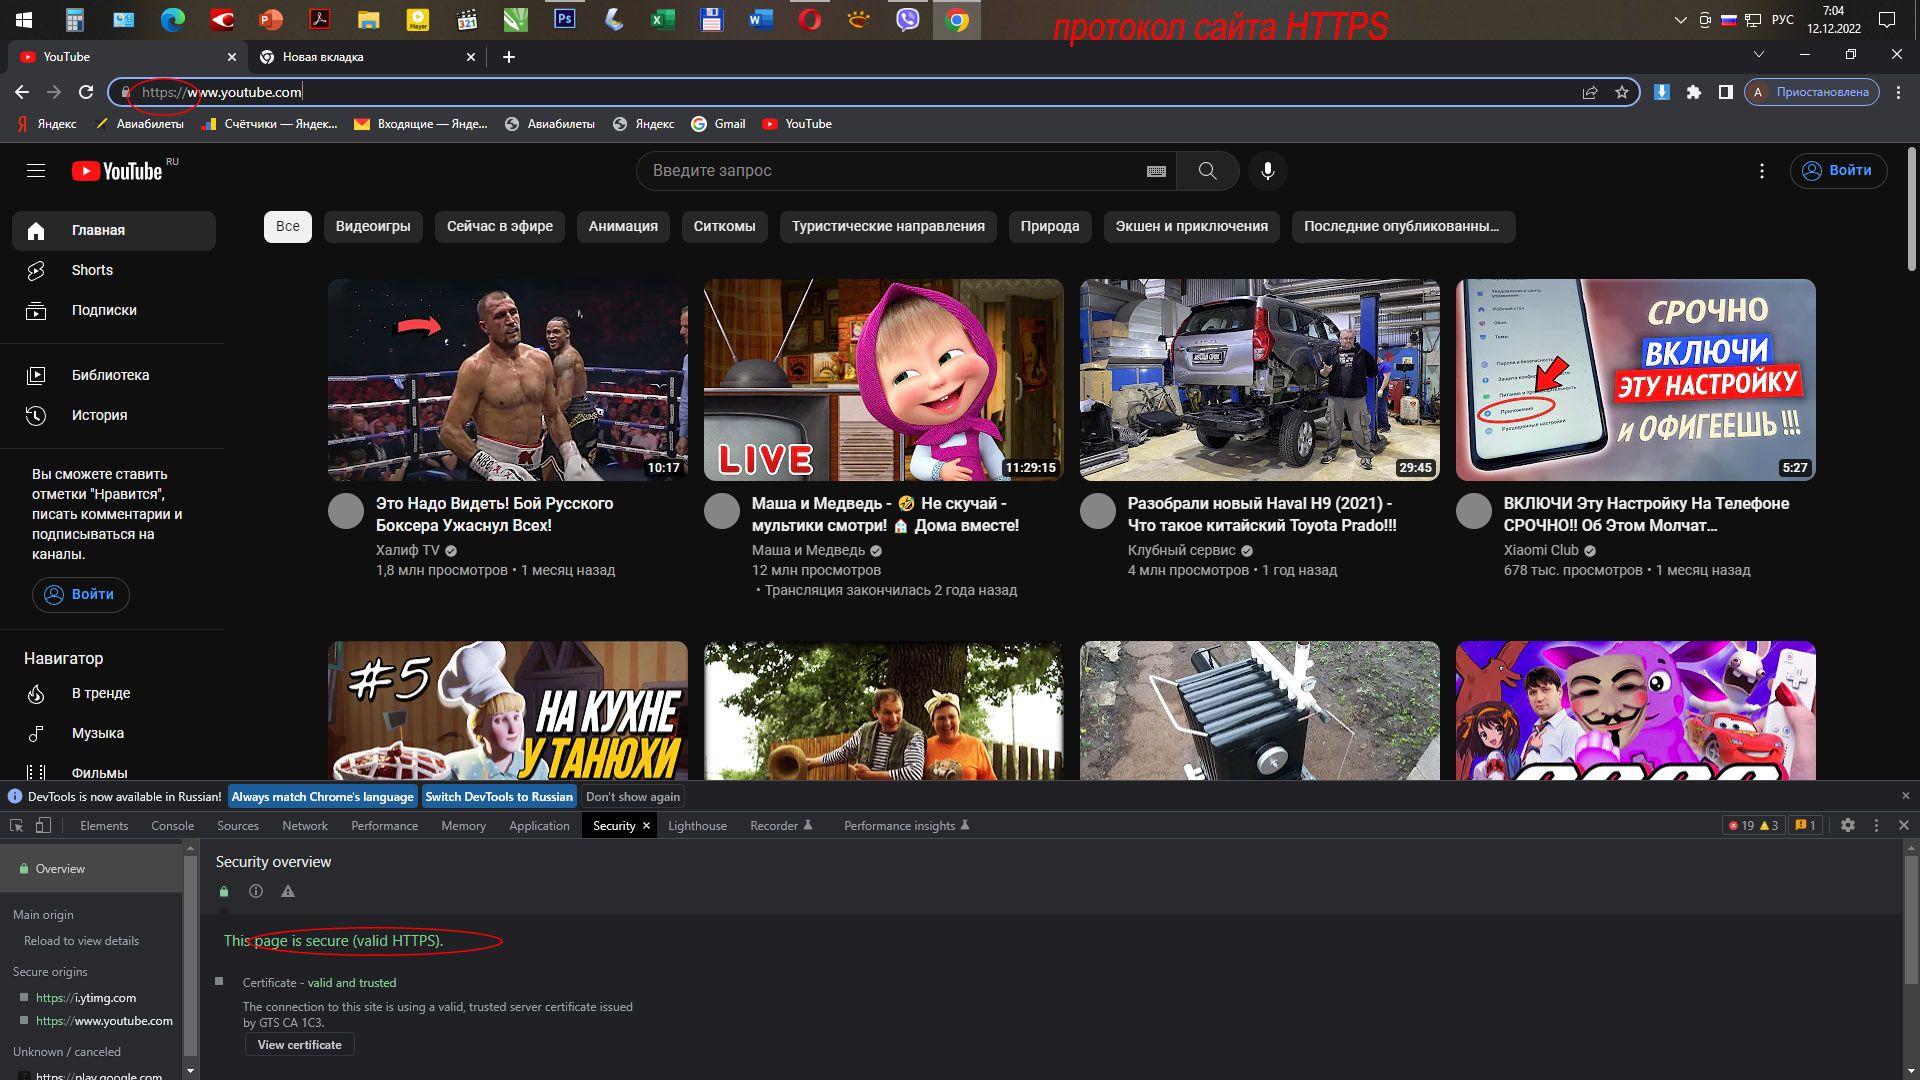 протокол сайта HTTPS
РУС
7:04
12.12.2022
YouTube
Новая вкладка
https://www.youtube.com
A Приостановлена
Яндекс
Авиабилеты
Счётчики — Яндек...
Входящие — Янде...
Авиабилеты
Яндекс
Gmail
YouTube
YouTube RU
Введите запрос
Войти
Главная
Shorts
Подписки
Библиотека
История
Вы сможете ставить
отметки "Нравится",
писать комментарии и
подписываться на
каналы.
Войти
Навигатор
В тренде
Музыка
Фильмы
Все
Видеоигры
Сейчас в эфире
Анимация
Ситкомы
Туристические направления
Природа
Экшен и приключения
Последние опубликованны...
10:17
LIVE
11:29:15
29:45
СРОЧНО
ВКЛЮЧИ
ЭТУ НАСТРОЙКУ
и ОФИГЕЕШЬ !!!
5:27
Это Надо Видеть! Бой Русского
Боксера Ужаснул Всех!
Халиф TV
1,8 млн просмотров • 1 месяц назад
Маша и Медведь - 🤣 Не скучай -
мультики смотри! 🏠 Дома вместе!
Маша и Медведь
12 млн просмотров
• Трансляция закончилась 2 года назад
Разобрали новый Haval H9 (2021) -
Что такое китайский Toyota Prado!!!
Клубный сервис
4 млн просмотров • 1 год назад
ВКЛЮЧИ Эту Настройку На Телефоне
СРОЧНО!! Об Этом Молчат...
Xiaomi Club
678 тыс. просмотров • 1 месяц назад
#5
НА КУХНЕ
У ТАНЮХИ
DevTools is now available in Russian!
Always match Chrome's language
Switch DevTools to Russian
Don't show again
Elements
Console
Sources
Network
Performance
Memory
Application
Security
Lighthouse
Recorder
Performance insights
19
3
1
Overview
Main origin
Reload to view details
Secure origins
https://i.ytimg.com
https://www.youtube.com
Unknown / canceled
https://play.google.com
Security overview
This page is secure (valid HTTPS).
Certificate - valid and trusted
The connection to this site is using a valid, trusted server certificate issued
by GTS CA 1C3.
View certificate